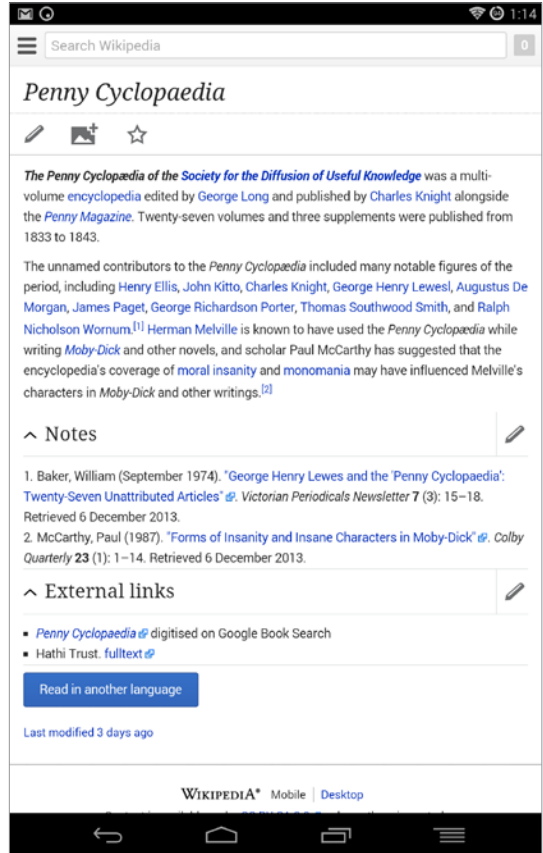 1:14
Search Wikipedia
0
Penny Cyclopaedia
The Penny Cyclopædia of the Society for the Diffusion of Useful Knowledge was a multi-
volume encyclopedia edited by George Long and published by Charles Knight alongside
the Penny Magazine. Twenty-seven volumes and three supplements were published from
1833 to 1843.
The unnamed contributors to the Penny Cyclopædia included many notable figures of the
period, including Henry Ellis, John Kitto, Charles Knight, George Henry Lewesl, Augustus De
Morgan, James Paget, George Richardson Porter, Thomas Southwood Smith, and Ralph
Nicholson Wornum.[1] Herman Melville is known to have used the Penny Cyclopædia while
writing Moby-Dick and other novels, and scholar Paul McCarthy has suggested that the
encyclopedia's coverage of moral insanity and monomania may have influenced Melville's
characters in Moby-Dick and other writings.[2]
Notes
1. Baker, William (September 1974). "George Henry Lewes and the 'Penny Cyclopaedia':
Twenty-Seven Unattributed Articles". Victorian Periodicals Newsletter 7 (3): 15–18.
Retrieved 6 December 2013.
2. McCarthy, Paul (1987). "Forms of Insanity and Insane Characters in Moby-Dick". Colby
Quarterly 23 (1): 1–14. Retrieved 6 December 2013.
External links
Penny Cyclopaedia digitised on Google Book Search
Hathi Trust. fulltext
Read in another language
Last modified 3 days ago
WIKIPEDIA® Mobile | Desktop